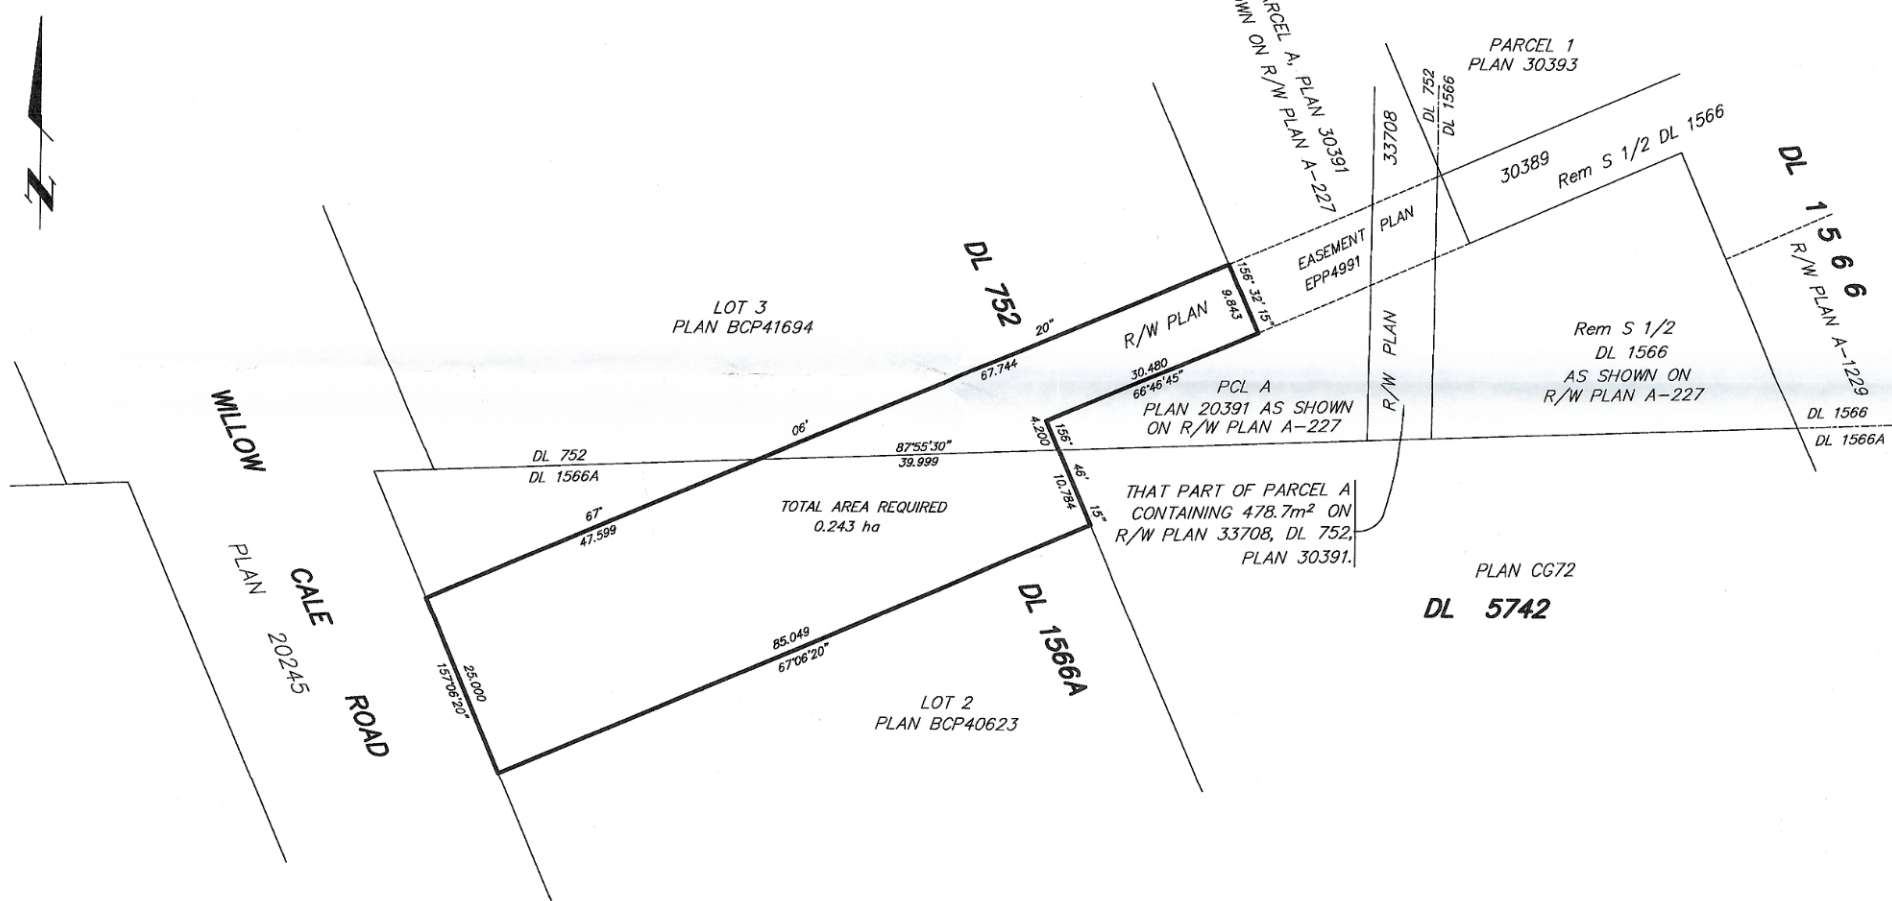 N
PARCEL A, PLAN 30391
ON R/W PLAN A-227
PARCEL 1
PLAN 30393
DL 752
DL 1566
33708
30389
Rem S 1/2 DL 1566
DL 1566
R/W PLAN A-1229
EASEMENT PLAN
EPP4991
DL 752
LOT 3
PLAN BCP41694
R/W PLAN
156° 32' 15"
9.843
20"
67.744
30.480
66°46'45"
R/W PLAN
Rem S 1/2
DL 1566
AS SHOWN ON
R/W PLAN A-227
PCL A
PLAN 20391 AS SHOWN
ON R/W PLAN A-227
DL 1566
DL 1566A
WILLOW
CALE
ROAD
PLAN
20245
06'
4.200
156°
46'
10.784
15"
DL 752
DL 1566A
87°55'30"
39.999
TOTAL AREA REQUIRED
0.243 ha
67°
47.599
THAT PART OF PARCEL A
CONTAINING 478.7m² ON
R/W PLAN 33708, DL 752,
PLAN 30391.
PLAN CG72
DL 5742
85.049
67°06'20"
DL 1566A
25.000
157°06'20"
LOT 2
PLAN BCP40623